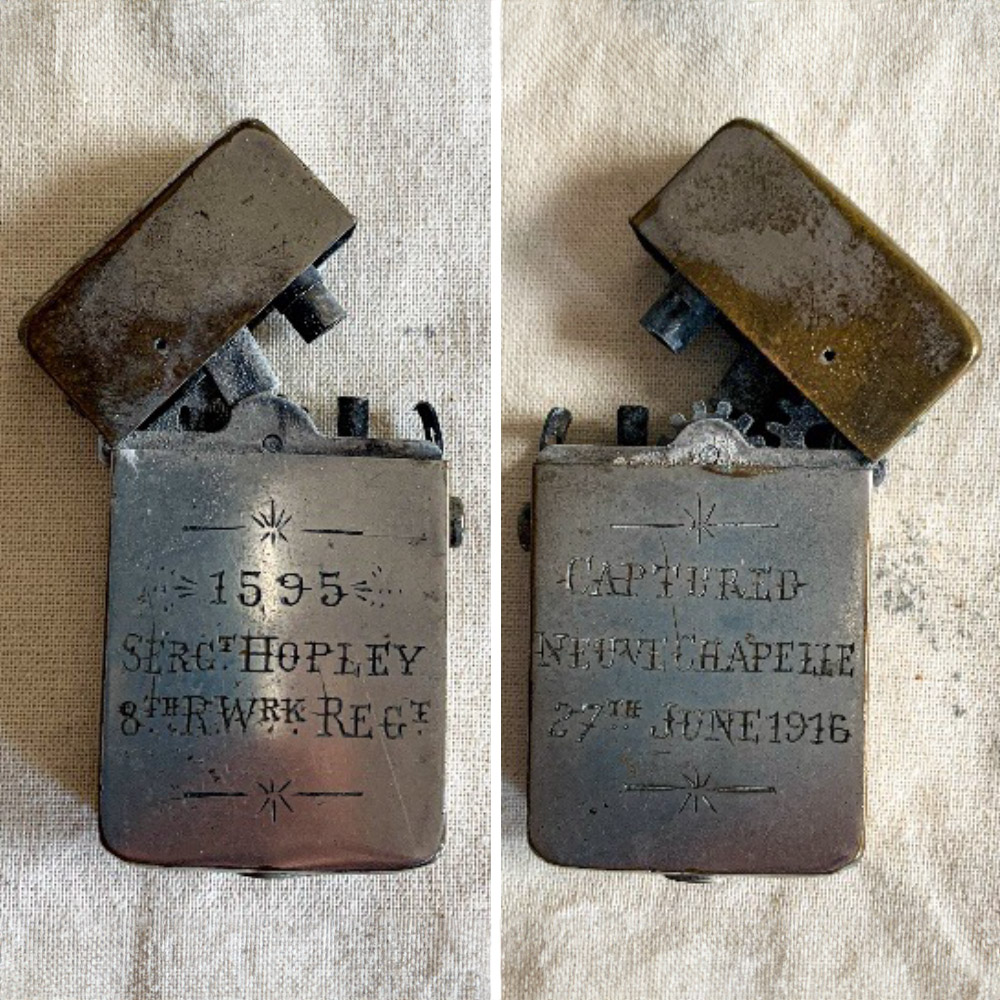 1595
SERGT. HOPLEY
8TH R. WRK REGT
CAPTURED
NEUVE CHAPELLE
27TH JUNE 1916